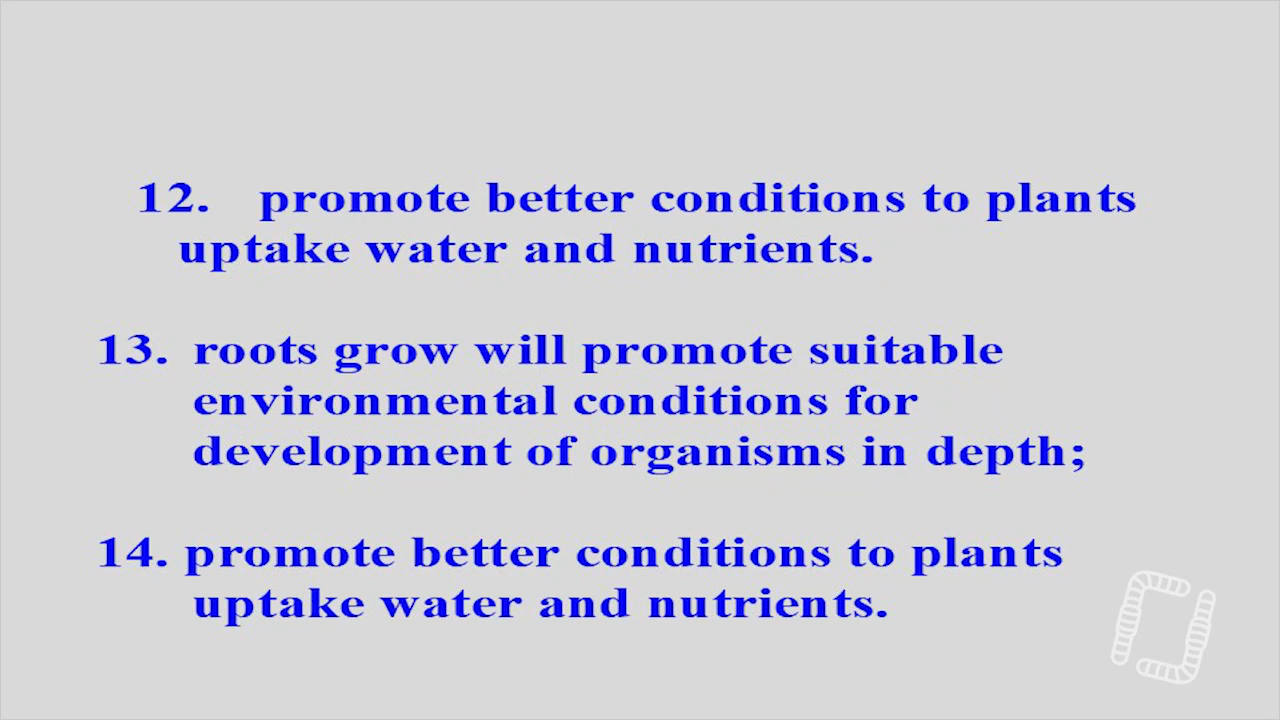 12. promote better conditions to plants
uptake water and nutrients.
13. roots grow will promote suitable
environmental conditions for
development of organisms in depth;
14. promote better conditions to plants
uptake water and nutrients.